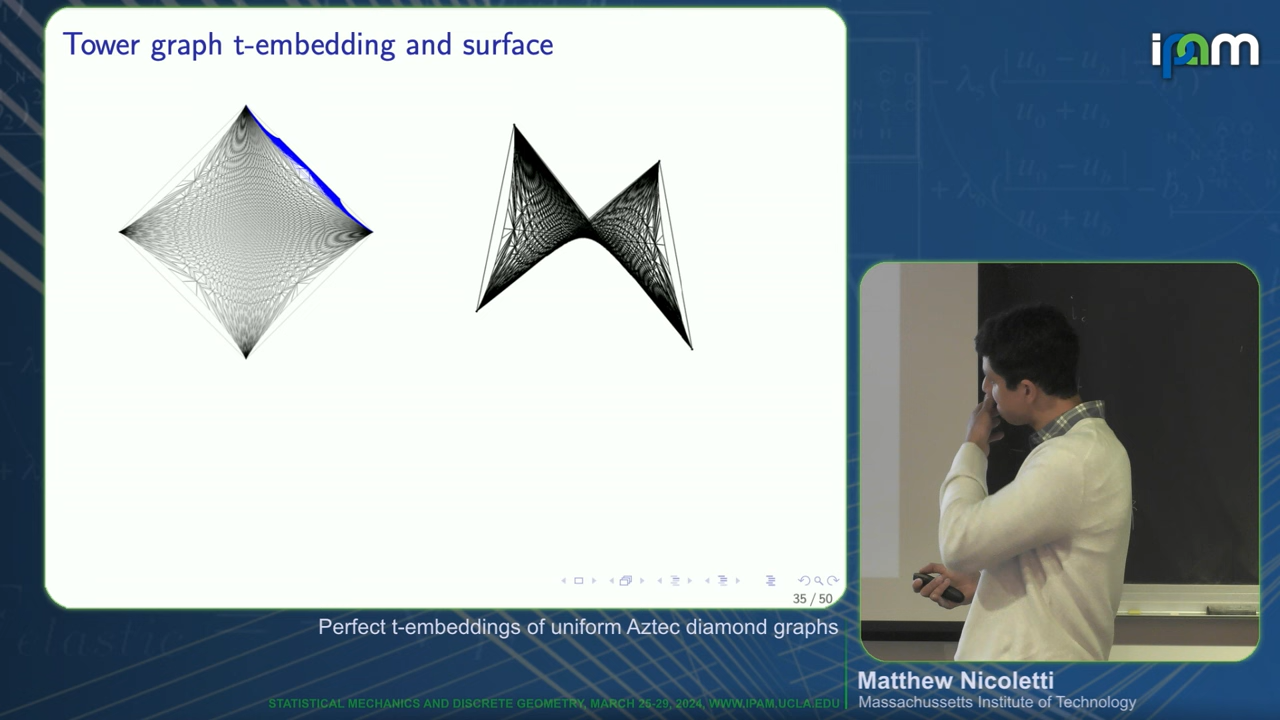 Tower graph t-embedding and surface
ipam
35 / 50
Perfect t-embeddings of uniform Aztec diamond graphs
Matthew Nicoletti
Massachussetts Institute of Technology
STATISTICAL MECHANICS AND DISCRETE GEOMETRY, MARCH 25-29, 2024, WWW.IPAM.UCLA.EDU
elastic